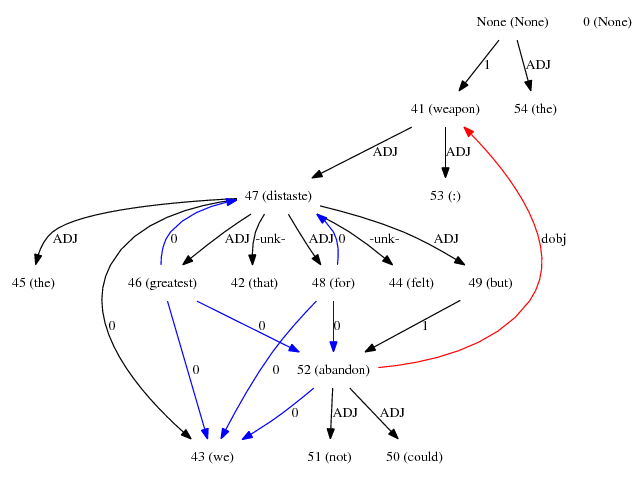 None (None) 0 (None)
1 ADJ
41 (weapon) 54 (the)
ADJ ADJ
47 (distaste) 53 (:)
ADJ 0 ADJ -unk- ADJ 0 -unk- ADJ dobj
45 (the) 46 (greatest) 42 (that) 48 (for) 44 (felt) 49 (but)
0 0 0 1
0 0
52 (abandon)
0 ADJ ADJ
43 (we) 51 (not) 50 (could)